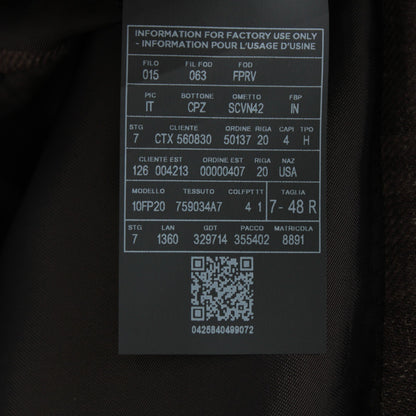 INFORMATION FOR FACTORY USE ONLY
- INFORMATION POUR L'USAGE D'USINE
FILO FIL FOD FOD
015 063 FPRV
PIC BOTTONE OMETTO FBP
IT CPZ SCVN42 IN
STG CLIENTE ORDINE RIGA CAPI TPO
7 CTX 560830 50137 20 4 H
CLIENTE EST ORDINE EST RIGA NAZ
126 004213 00000407 20 USA
MODELLO TESSUTO COLFPT 1T TAGLIA
10FP20 759034A7 4 1 7- 48 R
STG LAN GDT PACCO MATRICOLA
7 1360 329714 355402 8891
0425840499072